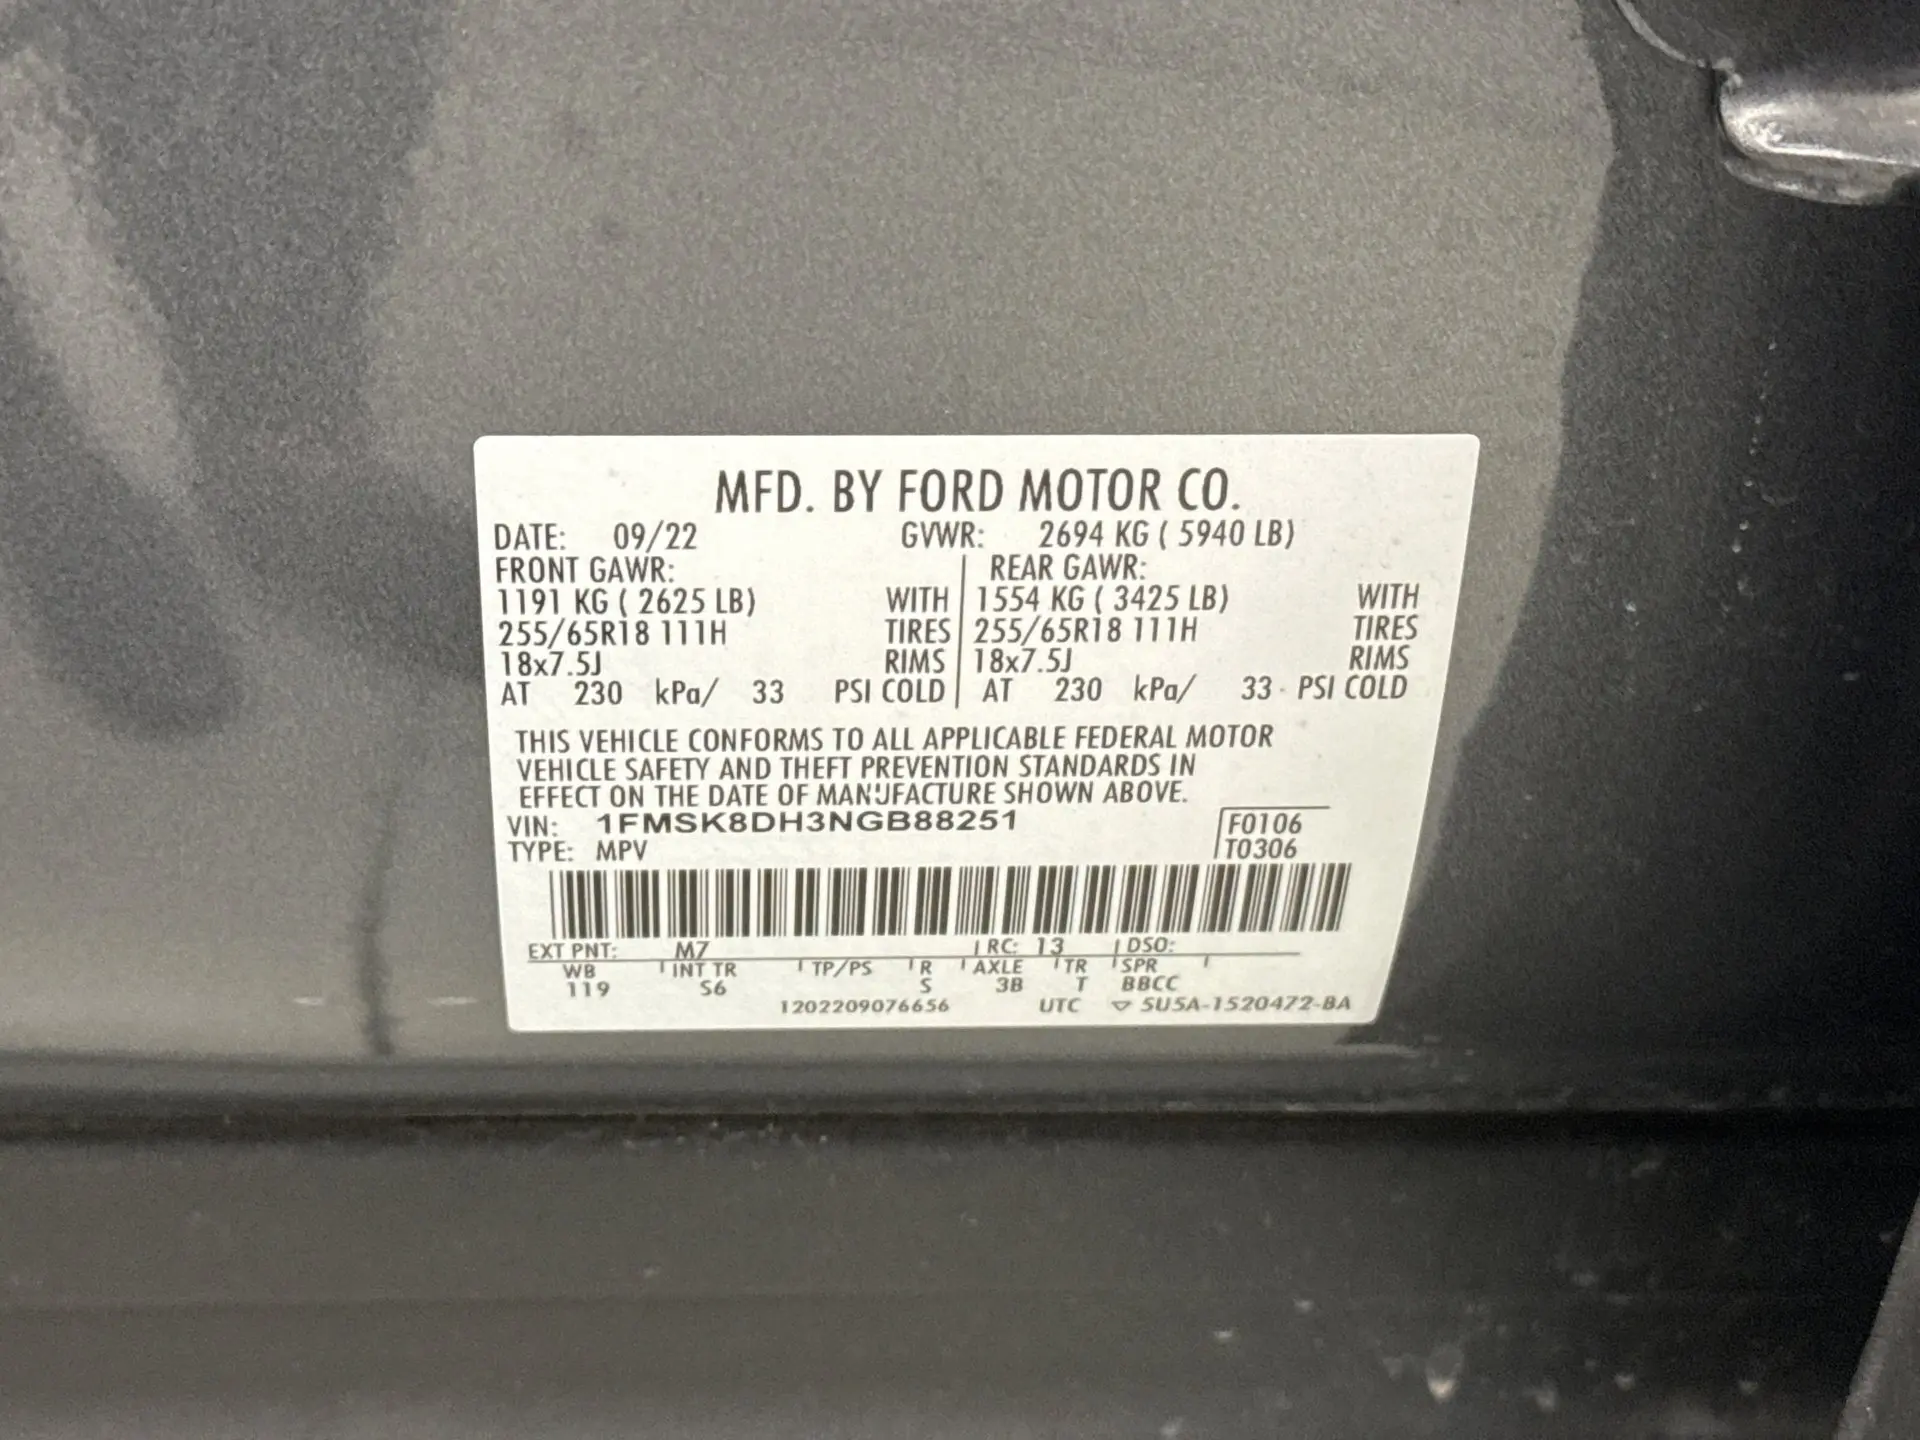 MFD. BY FORD MOTOR CO.
DATE: 09/22 GVWR: 2694 KG ( 5940 LB)
FRONT GAWR: REAR GAWR:
1191 KG ( 2625 LB) WITH 1554 KG ( 3425 LB) WITH
255/65R18 111H TIRES 255/65R18 111H TIRES
18x7.5J RIMS 18x7.5J RIMS
AT 230 kPa/ 33 PSI COLD AT 230 kPa/ 33 PSI COLD
THIS VEHICLE CONFORMS TO ALL APPLICABLE FEDERAL MOTOR
VEHICLE SAFETY AND THEFT PREVENTION STANDARDS IN
EFFECT ON THE DATE OF MANUFACTURE SHOWN ABOVE.
VIN: 1FMSK8DH3NGB88251 F0106
TYPE: MPV T0306
EXT PNT: M7 RC: 13 DSO:
WB INT TR TP/PS R AXLE TR SPR
119 S6 S 3B T BBCC
1202209076656 UTC ▽ 5U5A-1520472-BA